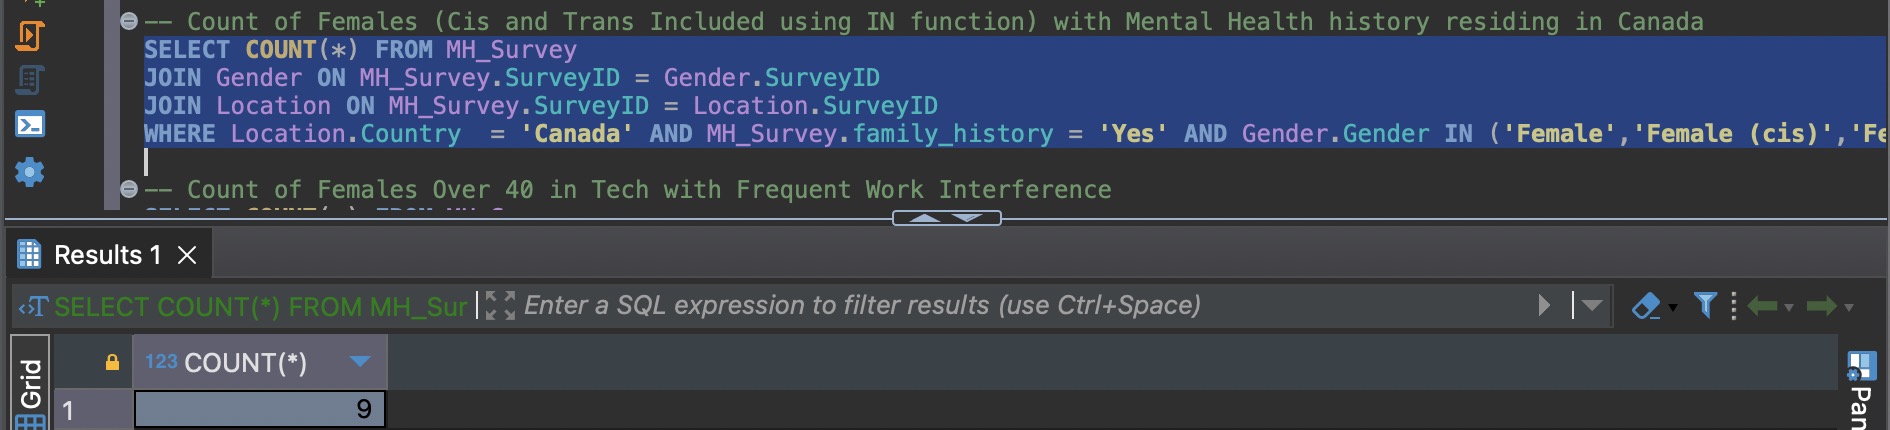 -- Count of Females (Cis and Trans Included using IN function) with Mental Health history residing in Canada
SELECT COUNT(*) FROM MH_Survey
JOIN Gender ON MH_Survey.SurveyID = Gender.SurveyID
JOIN Location ON MH_Survey.SurveyID = Location.SurveyID
WHERE Location.Country  = 'Canada' AND MH_Survey.family_history = 'Yes' AND Gender.Gender IN ('Female','Female (cis)','Fe
-- Count of Females Over 40 in Tech with Frequent Work Interference
Results 1
SELECT COUNT(*) FROM MH_Sur
Enter a SQL expression to filter results (use Ctrl+Space)
Grid
123 COUNT(*)
1
9
Pan